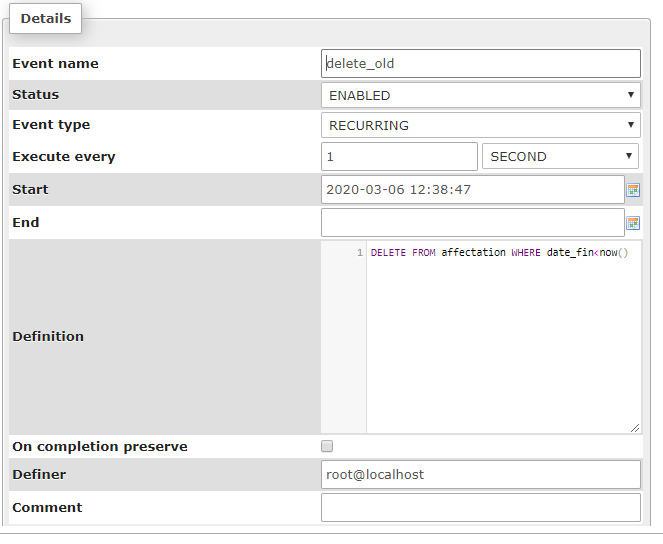 Details
Event name delete_old
Status ENABLED
Event type RECURRING
Execute every 1 SECOND
Start 2020-03-06 12:38:47
End
Definition 1 DELETE FROM affectation WHERE date_fin<now()
On completion preserve
Definer root@localhost
Comment